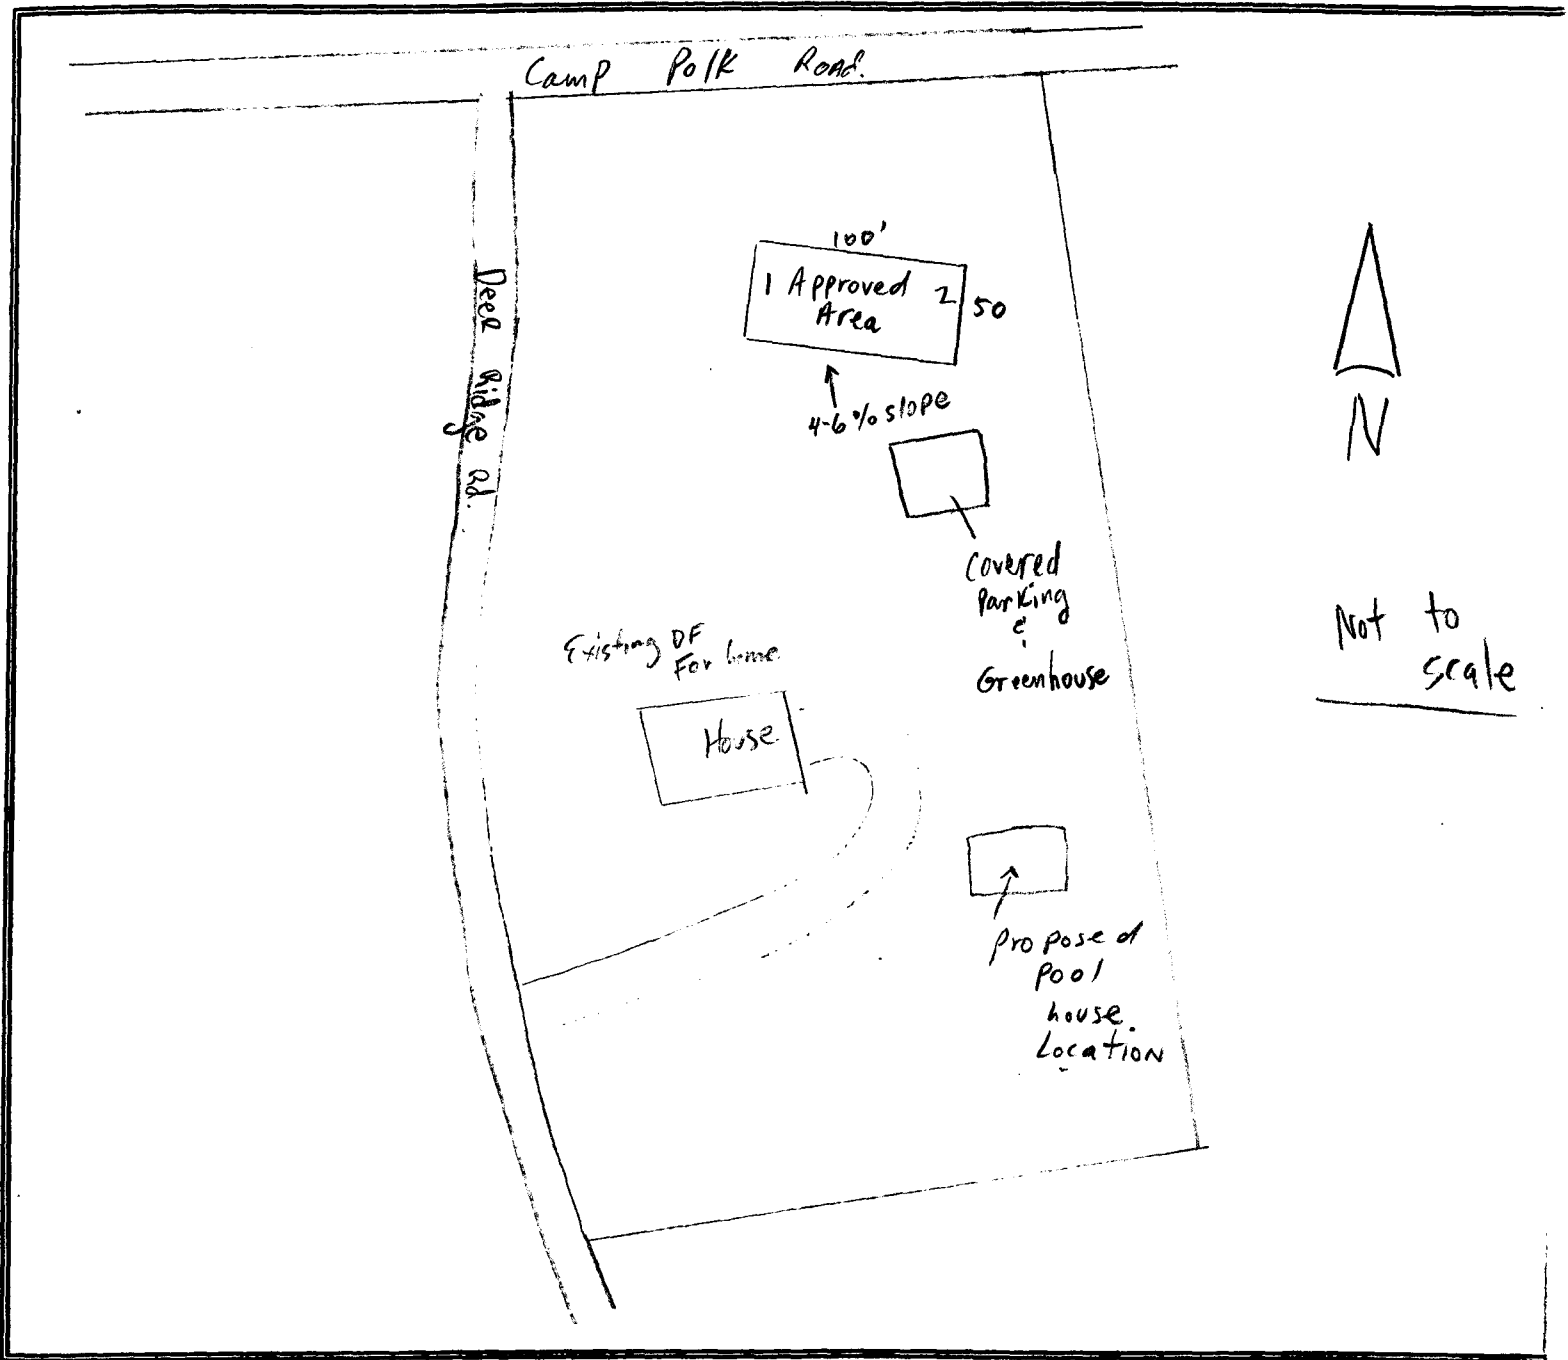 Camp Polk Road.
100'
1 Approved 2
Area
50
4-6% slope
Deer Ridge Rd.
Covered
Parking
&
Greenhouse
N
Not to
scale
Existing DF
For home
House
Proposed
Pool
house
Location